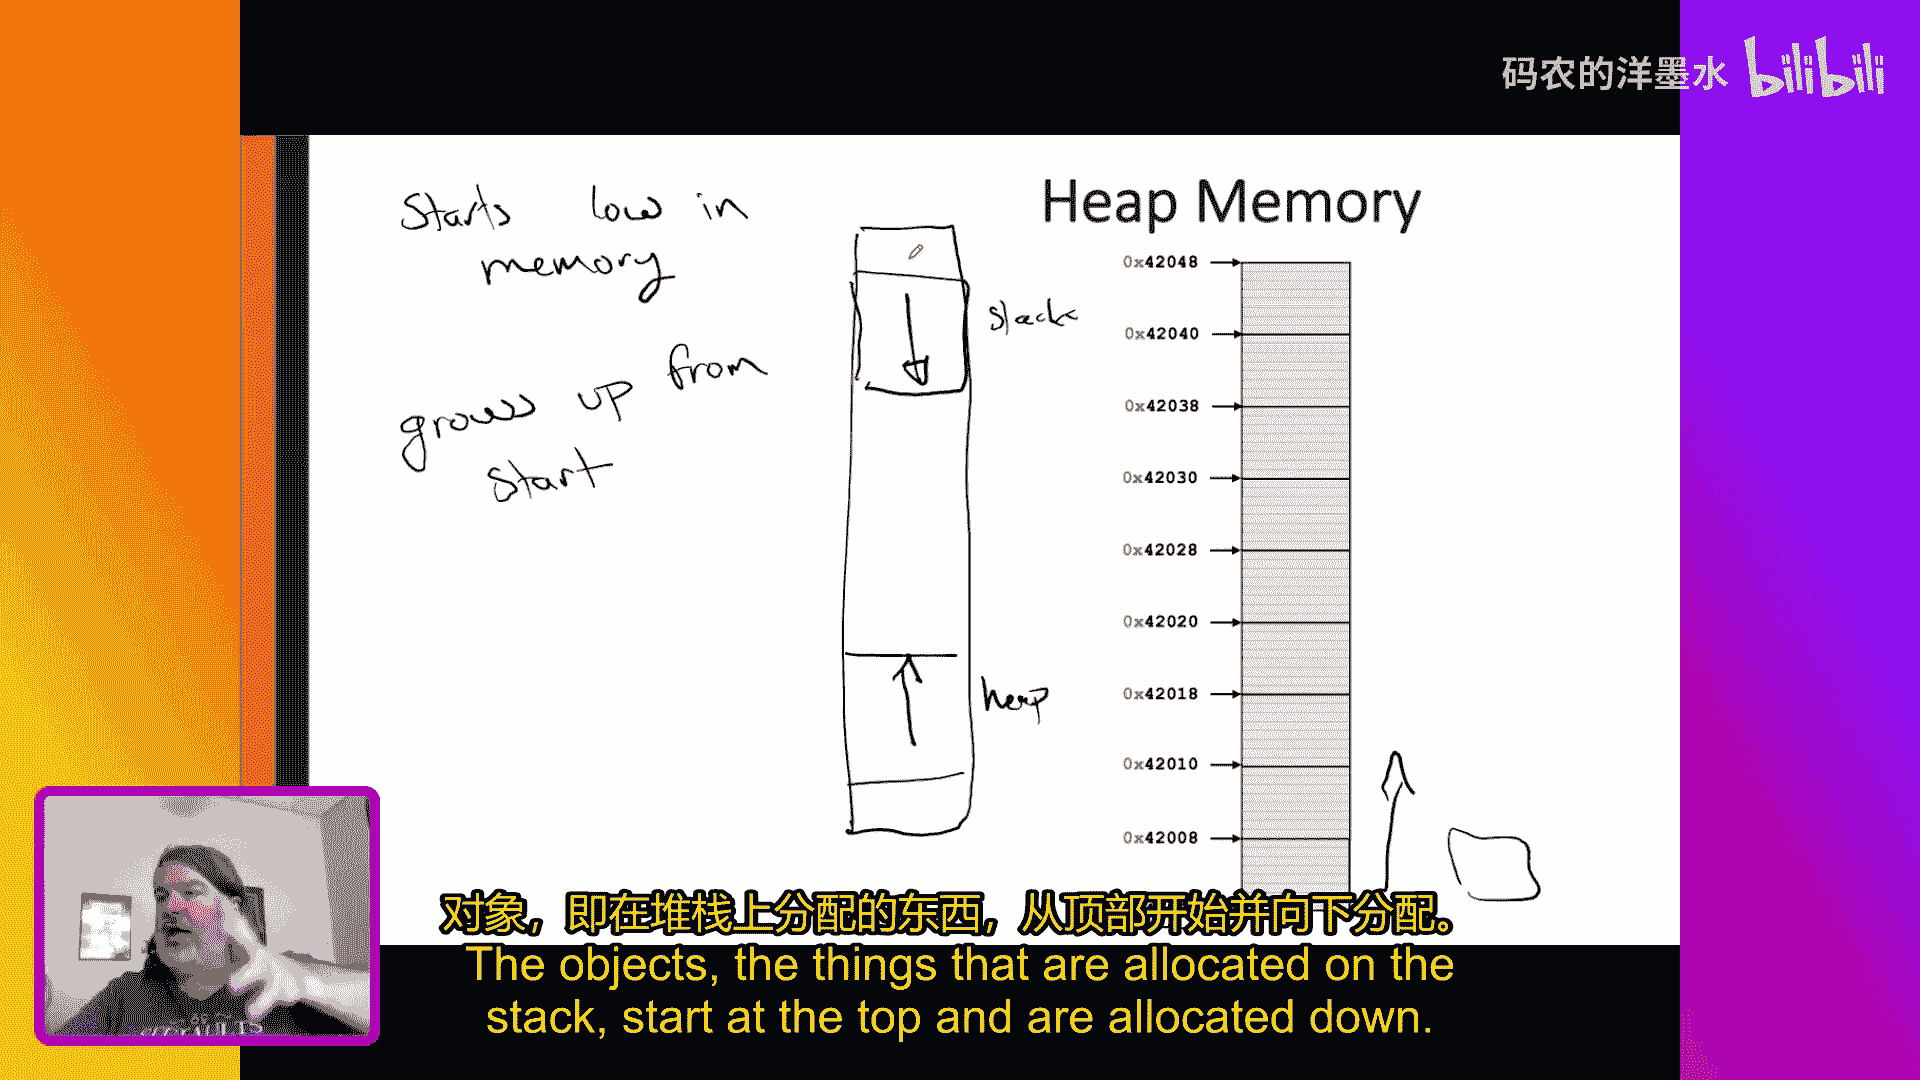 码农的洋墨水 bilibili
Starts low in
memory
grows up from
start
stack
heap
Heap Memory
0x42048
0x42040
0x42038
0x42030
0x42028
0x42020
0x42018
0x42010
0x42008
对象，即在堆栈上分配的东西，从顶部开始并向下分配。
The objects, the things that are allocated on the
stack, start at the top and are allocated down.